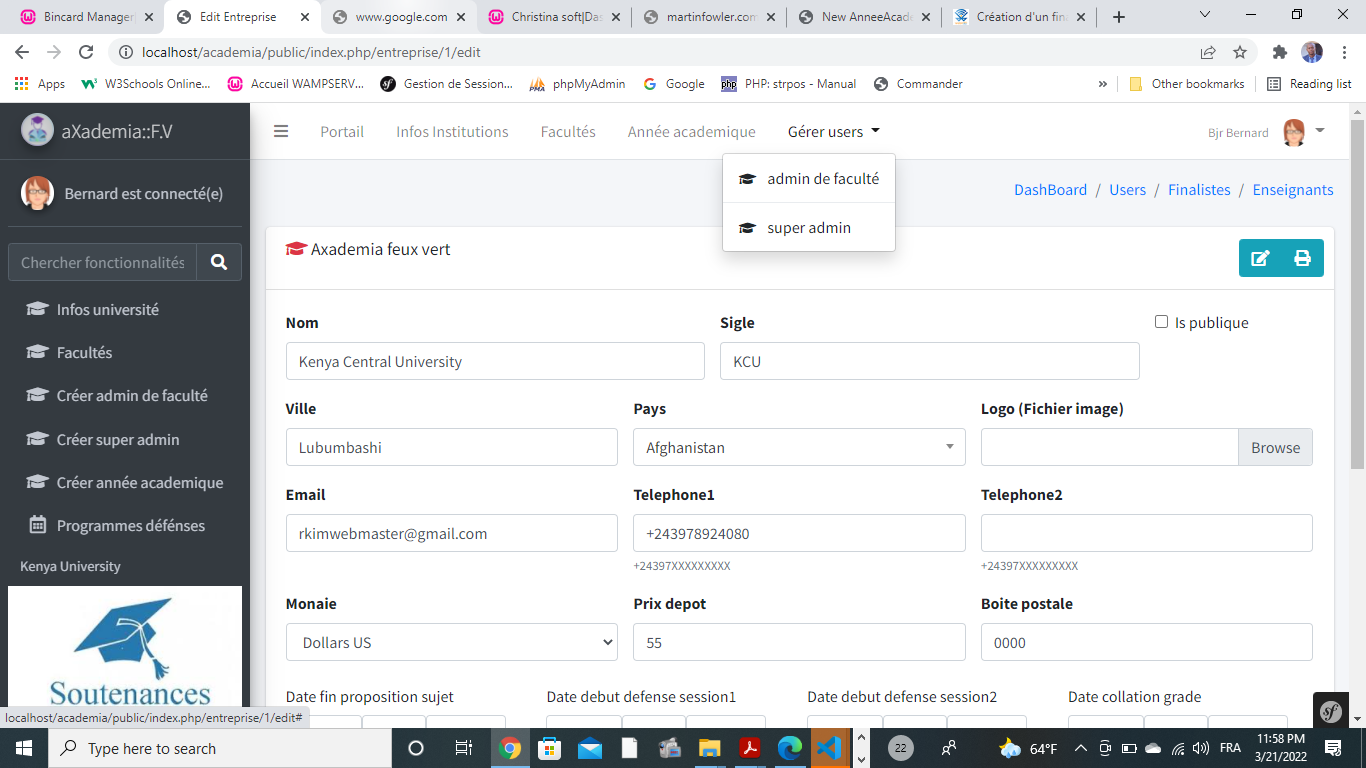 Bincard Manager
Edit Entreprise
www.google.com
Christina soft|Das
martinfowler.com
New AnneeAcade
Création d'un fina
localhost/academia/public/index.php/entreprise/1/edit
Apps
W3Schools Online...
Accueil WAMPSERV...
Gestion de Session...
phpMyAdmin
Google
PHP: strpos - Manual
Commander
»
Other bookmarks
Reading list
aXademia::F.V
Portail
Infos Institutions
Facultés
Année académique
Gérer users
Bjr Bernard
admin de faculté
super admin
Bernard est connecté(e)
DashBoard / Users / Finalistes / Enseignants
Chercher fonctionnalités
Infos université
Facultés
Créer admin de faculté
Créer super admin
Créer année academique
Programmes défénses
Kenya University
Soutenances
Axademia feux vert
Nom
Sigle
Is publique
Kenya Central University
KCU
Ville
Pays
Logo (Fichier image)
Lubumbashi
Afghanistan
Browse
Email
Telephone1
Telephone2
rkimwebmaster@gmail.com
+243978924080
+24397XXXXXXXXX
+24397XXXXXXXXX
Monaie
Prix depot
Boite postale
Dollars US
55
0000
Date fin proposition sujet
Date debut defense session1
Date debut defense session2
Date collation grade
localhost/academia/public/index.php/entreprise/1/edit#
sf
Type here to search
22
64°F
FRA
11:58 PM
3/21/2022